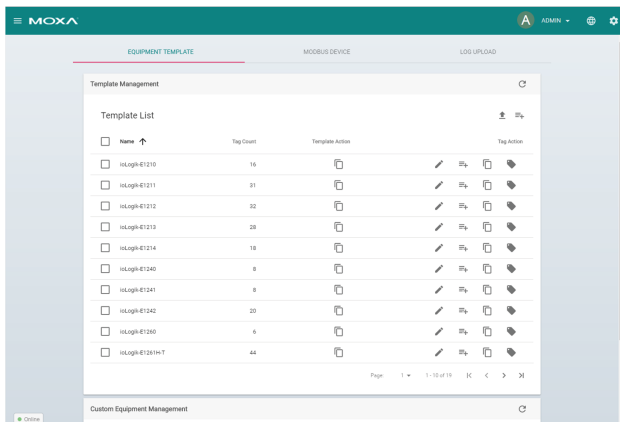 MOXA
A ADMIN
EQUIPMENT TEMPLATE MODBUS DEVICE LOG UPLOAD
Template Management
Template List
Name Tag Count Template Action Tag Action
ioLogik-E1210 16
ioLogik-E1211 31
ioLogik-E1212 32
ioLogik-E1213 28
ioLogik-E1214 18
ioLogik-E1240 8
ioLogik-E1241 8
ioLogik-E1242 20
ioLogik-E1260 6
ioLogik-E1261H-T 44
Page 1 1 - 10 of 19
Custom Equipment Management
Online